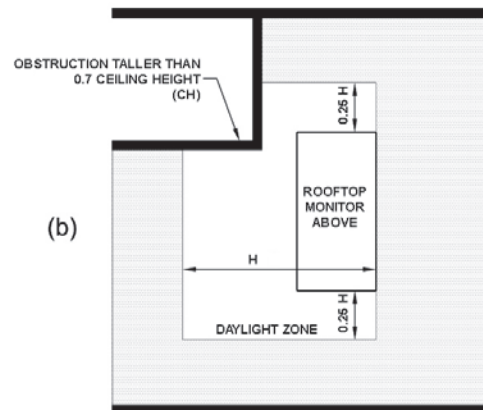 OBSTRUCTION TALLER THAN
0.7 CEILING HEIGHT
(CH)
0.25 H
ROOFTOP
MONITOR
ABOVE
(b)
H
0.25 H
DAYLIGHT ZONE